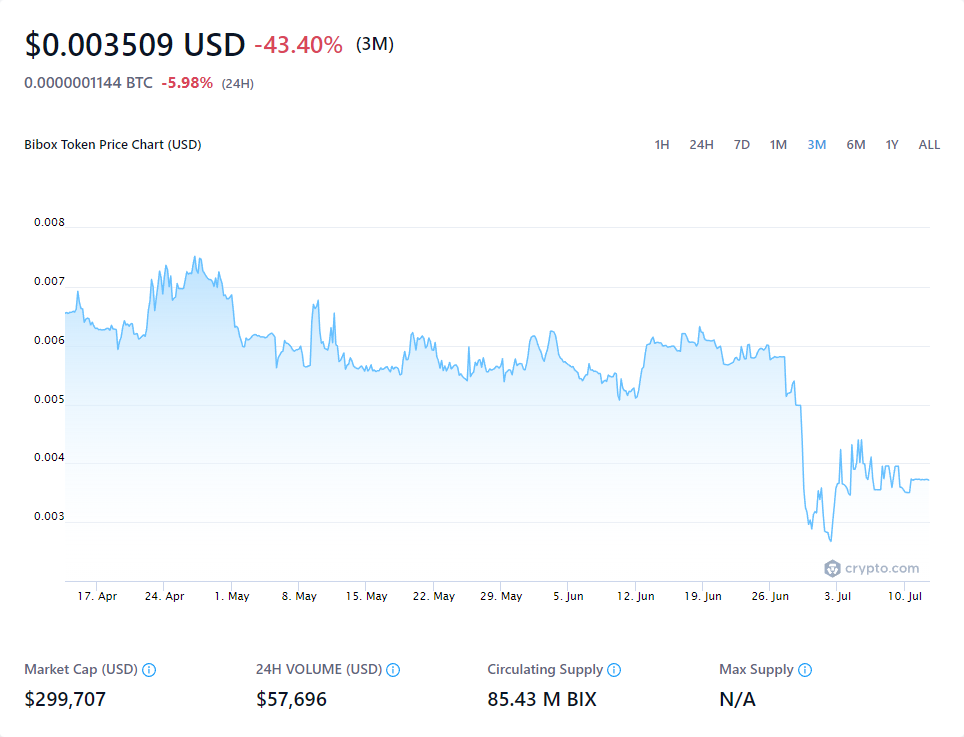 $0.003509 USD -43.40% (3M)
0.0000001144 BTC -5.98% (24H)
Bibox Token Price Chart (USD) 1H 24H 7D 1M 3M 6M 1Y ALL
0.008
0.007
0.006
0.005
0.004
0.003
crypto.com
17. Apr 24. Apr 1. May 8. May 15. May 22. May 29. May 5. Jun 12. Jun 19. Jun 26. Jun 3. Jul 10. Jul
Market Cap (USD) 24H VOLUME (USD) Circulating Supply Max Supply
$299,707 $57,696 85.43 M BIX N/A